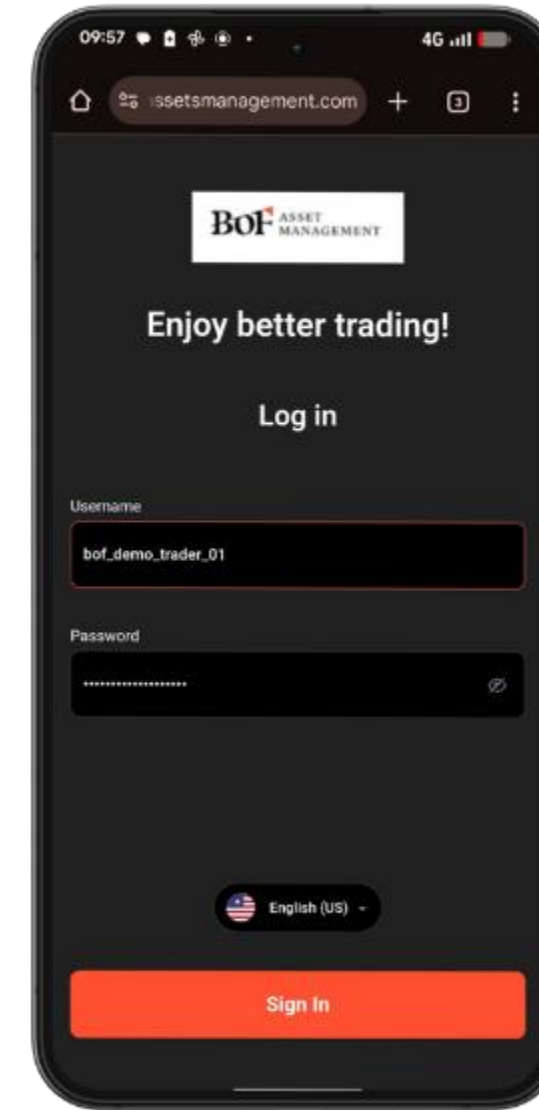 09:57
4G
ssetsmanagement.com
3
BOF ASSET
MANAGEMENT
Enjoy better trading!
Log in
Username
bof_demo_trader_01
Password
•••••••••••••••••••
English (US)
Sign In